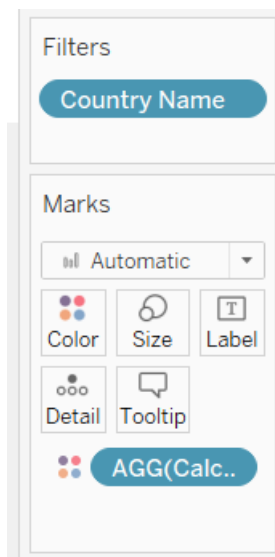 Filters
Country Name
Marks
Automatic
Color Size Label
T
Detail Tooltip
AGG(Calc..